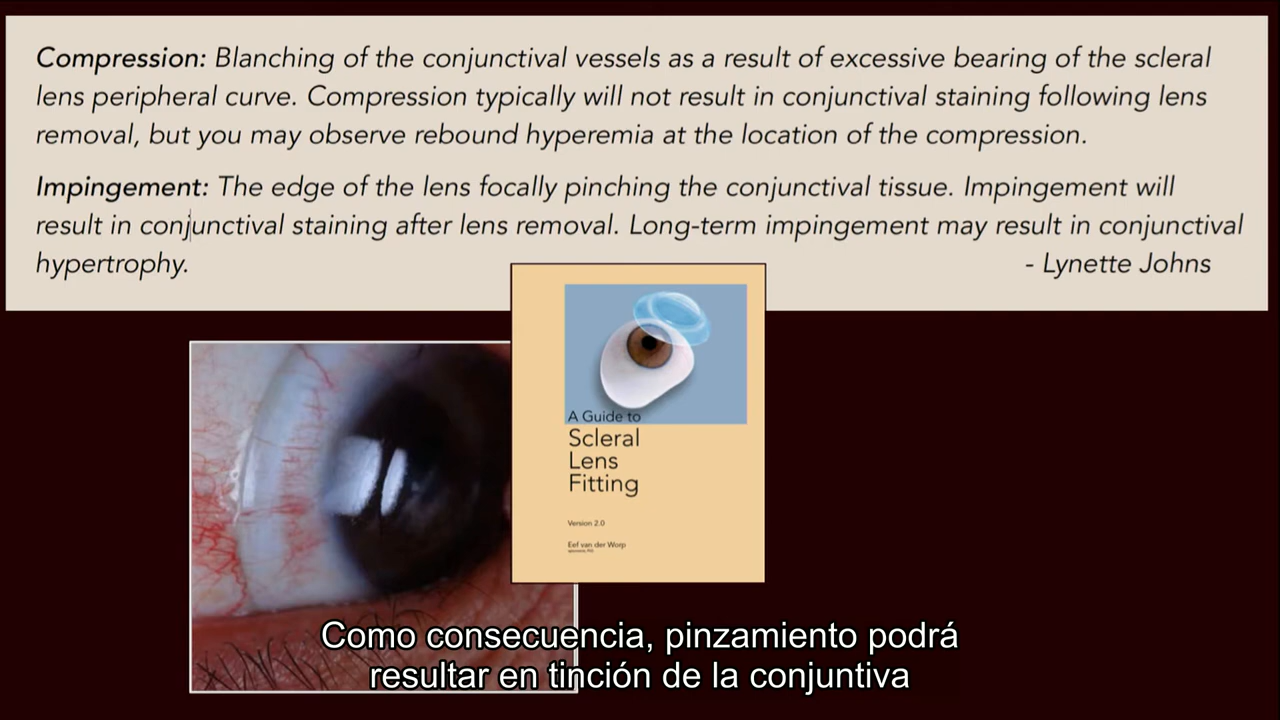 Compression: Blanching of the conjunctival vessels as a result of excessive bearing of the scleral
lens peripheral curve. Compression typically will not result in conjunctival staining following lens
removal, but you may observe rebound hyperemia at the location of the compression.
Impingement: The edge of the lens focally pinching the conjunctival tissue. Impingement will
result in conjunctival staining after lens removal. Long-term impingement may result in conjunctival
hypertrophy.
- Lynette Johns
A Guide to
Scleral
Lens
Fitting
Version 2.0
Eef van der Worp
Como consecuencia, pinzamiento podrá
resultar en tinción de la conjuntiva